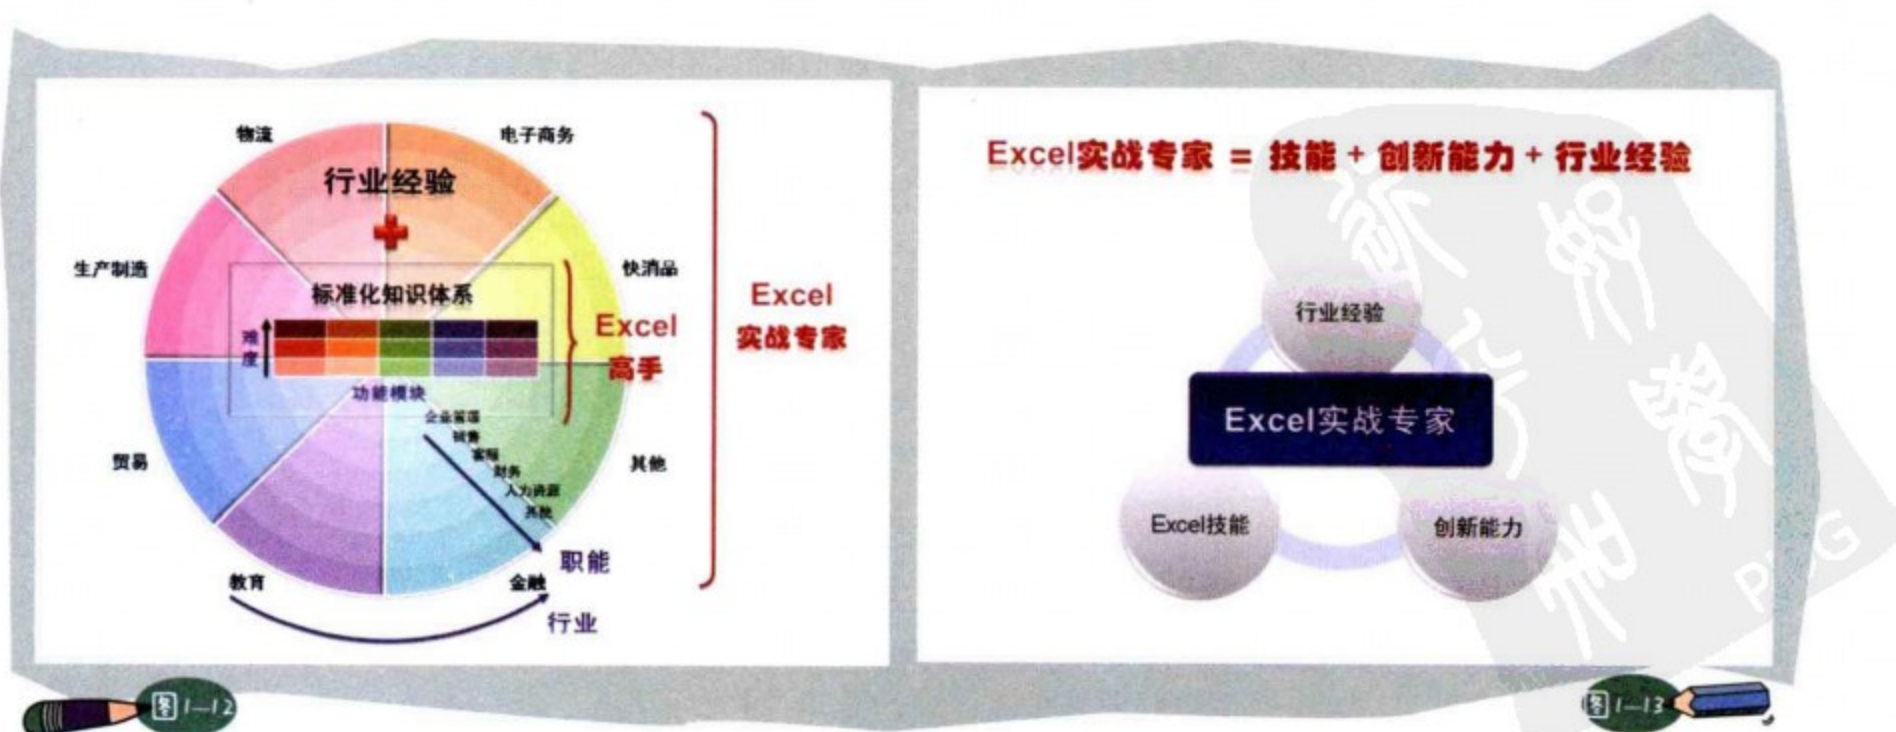 物流
电子商务
行业经验
生产制造
快消品
标准化知识体系
难度
功能模块
Excel
高手
Excel
实战专家
企业管理
销售
客服
财务
人力资源
其他
贸易
其他
教育
金融
职能
行业
图1—12
Excel实战专家 = 技能 + 创新能力 + 行业经验
行业经验
Excel实战专家
Excel技能
创新能力
图1—13
PDG